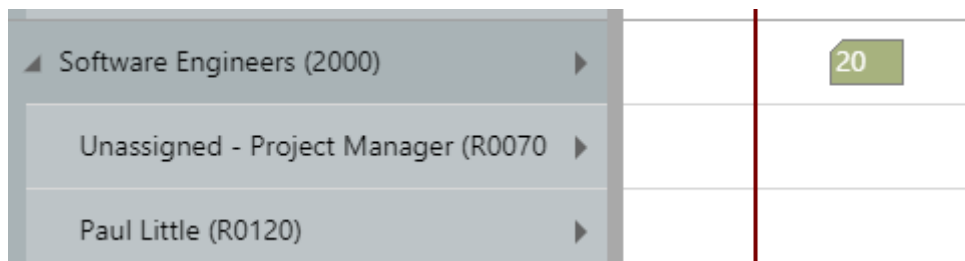 Software Engineers (2000)
20
Unassigned - Project Manager (R0070
Paul Little (R0120)